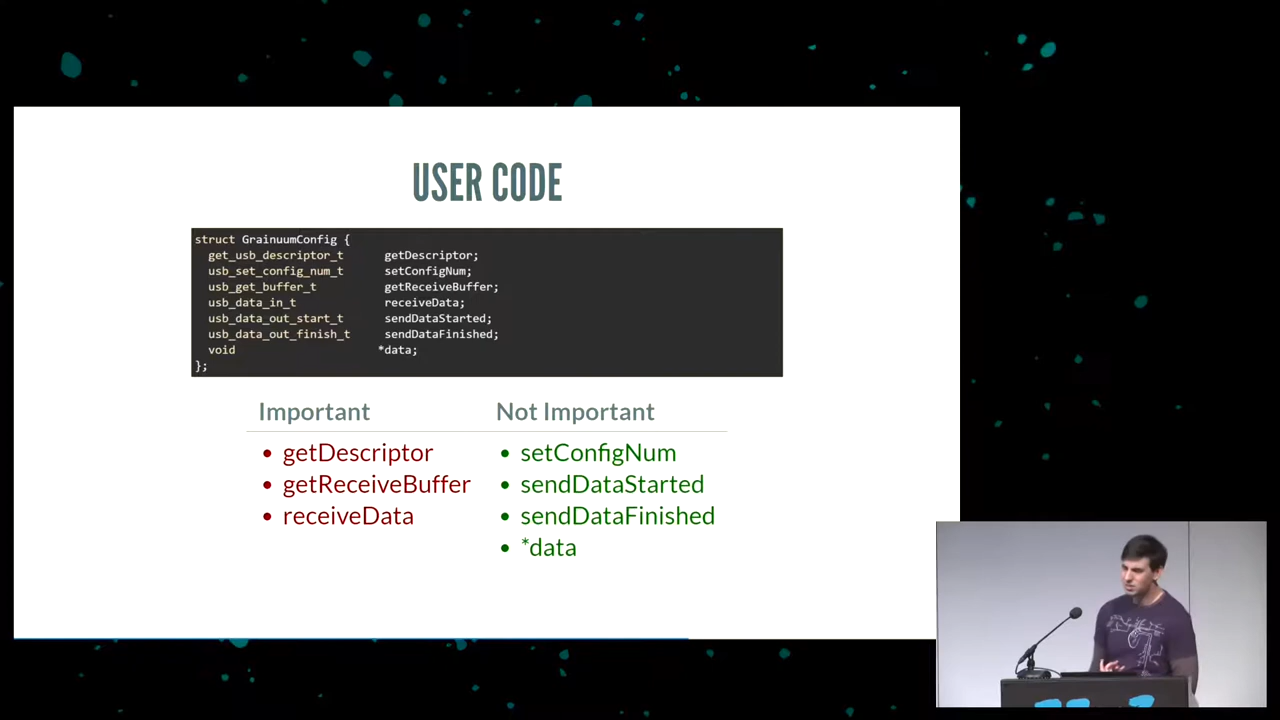 USER CODE
struct GrainuumConfig {
get_usb_descriptor_t getDescriptor;
usb_set_config_num_t setConfigNum;
usb_get_buffer_t getReceiveBuffer;
usb_data_in_t receiveData;
usb_data_out_start_t sendDataStarted;
usb_data_out_finish_t sendDataFinished;
void *data;
};
Important Not Important
• getDescriptor • setConfigNum
• getReceiveBuffer • sendDataStarted
• receiveData • sendDataFinished
• *data